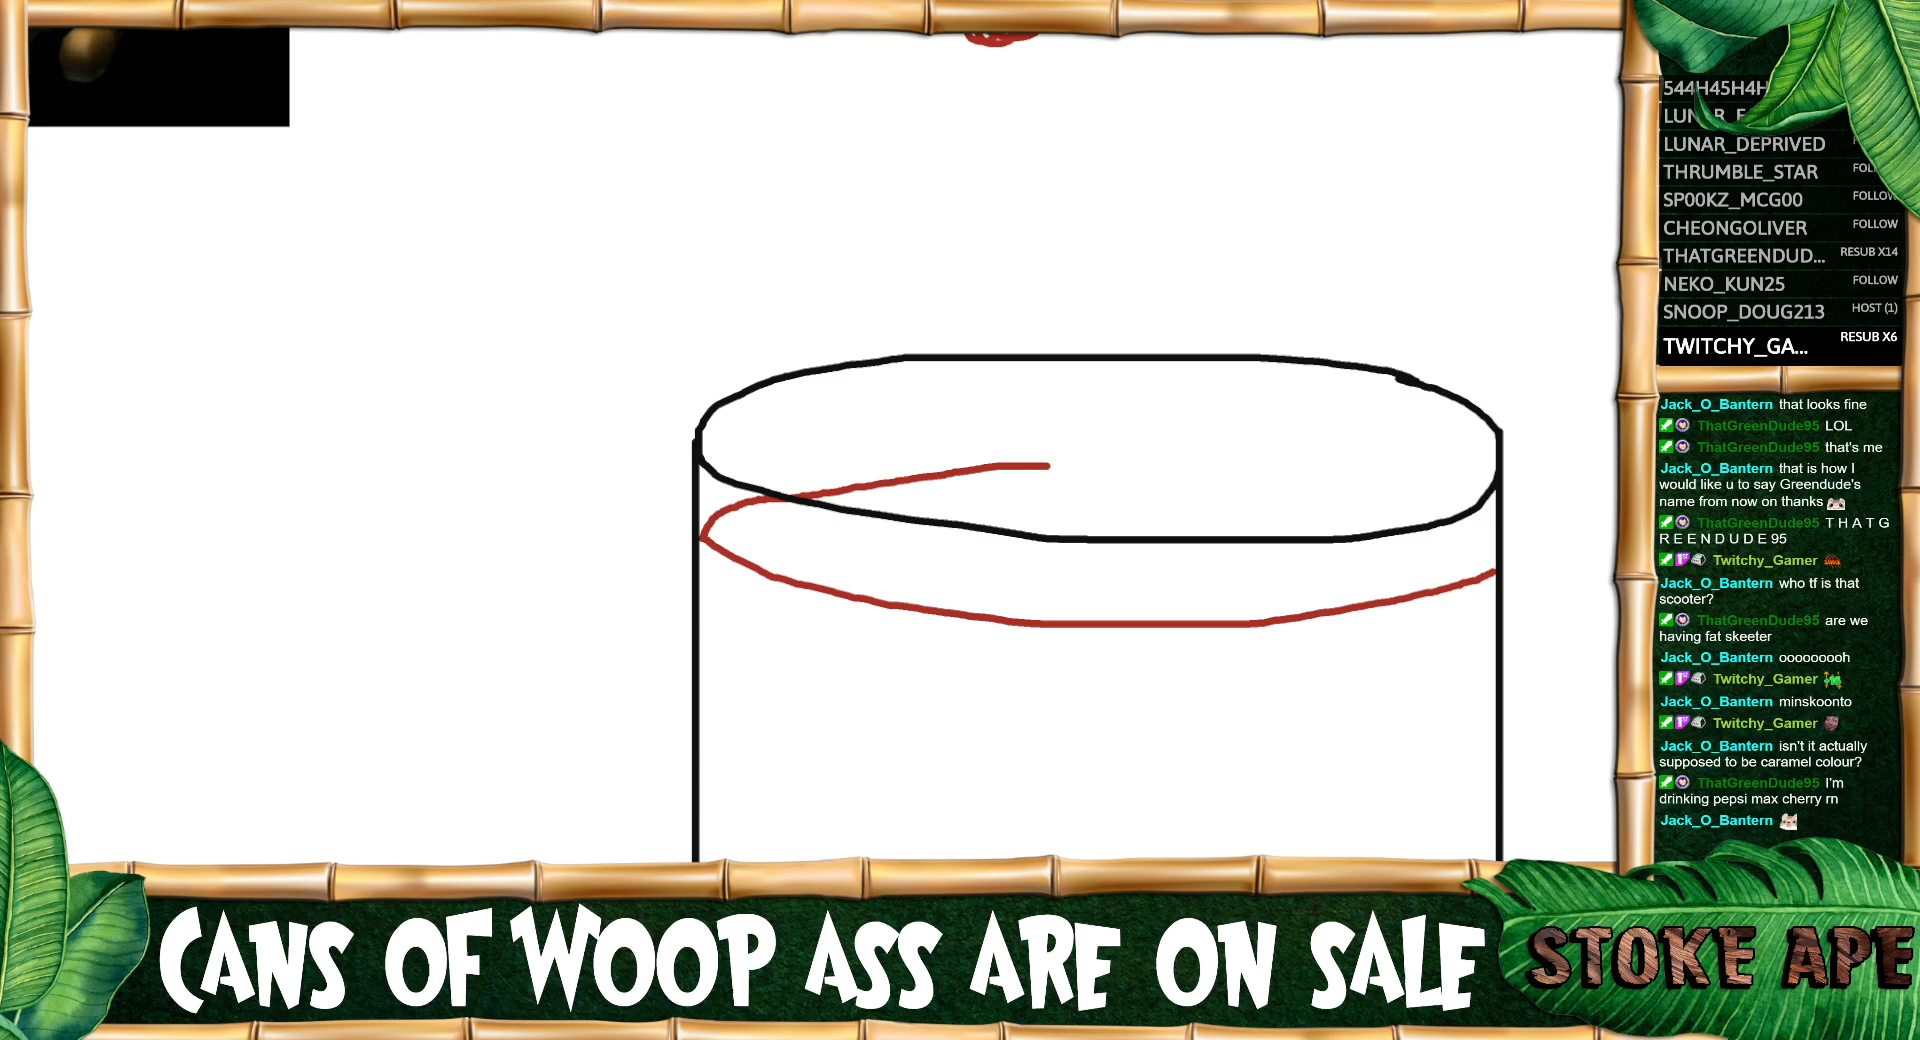 544H45H4H
LUNAR_
LUNAR_DEPRIVED
THRUMBLE_STAR FOL
SP00KZ_MCG00 FOLLOW
CHEONGOLIVER FOLLOW
THATGREENDUD... RESUB X14
NEKO_KUN25 FOLLOW
SNOOP_DOUG213 HOST (1)
TWITCHY_GA... RESUB X6
Jack_O_Bantern that looks fine
ThatGreenDude95 LOL
ThatGreenDude95 that's me
Jack_O_Bantern that is how I
would like u to say Greendude's
name from now on thanks
ThatGreenDude95 T H A T G
R E E N D U D E 95
Twitchy_Gamer
Jack_O_Bantern who tf is that
scooter?
ThatGreenDude95 are we
having fat skeeter
Jack_O_Bantern ooooooooh
Twitchy_Gamer
Jack_O_Bantern minskoonto
Twitchy_Gamer
Jack_O_Bantern isn't it actually
supposed to be caramel colour?
ThatGreenDude95 I'm
drinking pepsi max cherry rn
Jack_O_Bantern
CANS OF WOOP ASS ARE ON SALE
STOKE APE